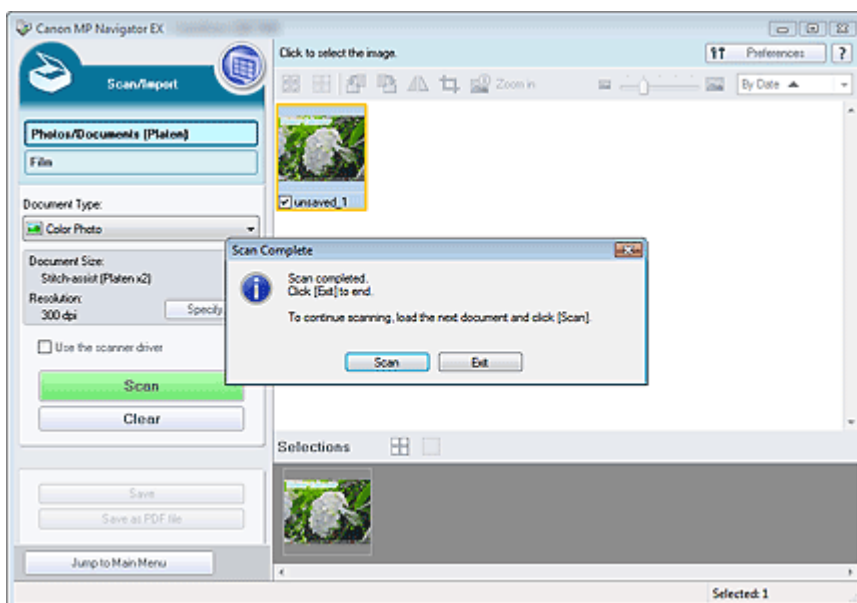 Canon MP Navigator EX
Scan/Import
Click to select the image.
Preferences
?
Zoom in
By Date
Photos/Documents (Platen)
Film
unsaved_1
Document Type:
Color Photo
Document Size:
Stitch-assist (Platen x2)
Resolution:
300 dpi
Specify
Scan Complete
Scan completed.
Click [Exit] to end.
To continue scanning, load the next document and click [Scan].
Scan
Exit
Use the scanner driver
Scan
Clear
Selections
Save
Save as PDF file
Jump to Main Menu
Selected: 1